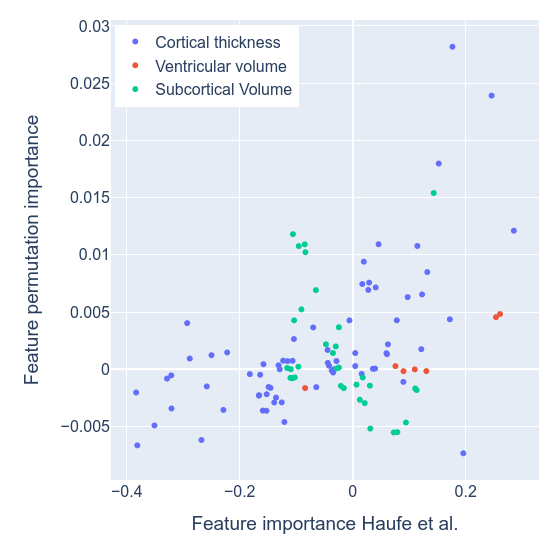 Cortical thickness
Ventricular volume
Subcortical Volume
0.03
0.025
0.02
0.015
0.01
0.005
0
−0.005
−0.4
−0.2
0
0.2
Feature importance Haufe et al.
Feature permutation importance